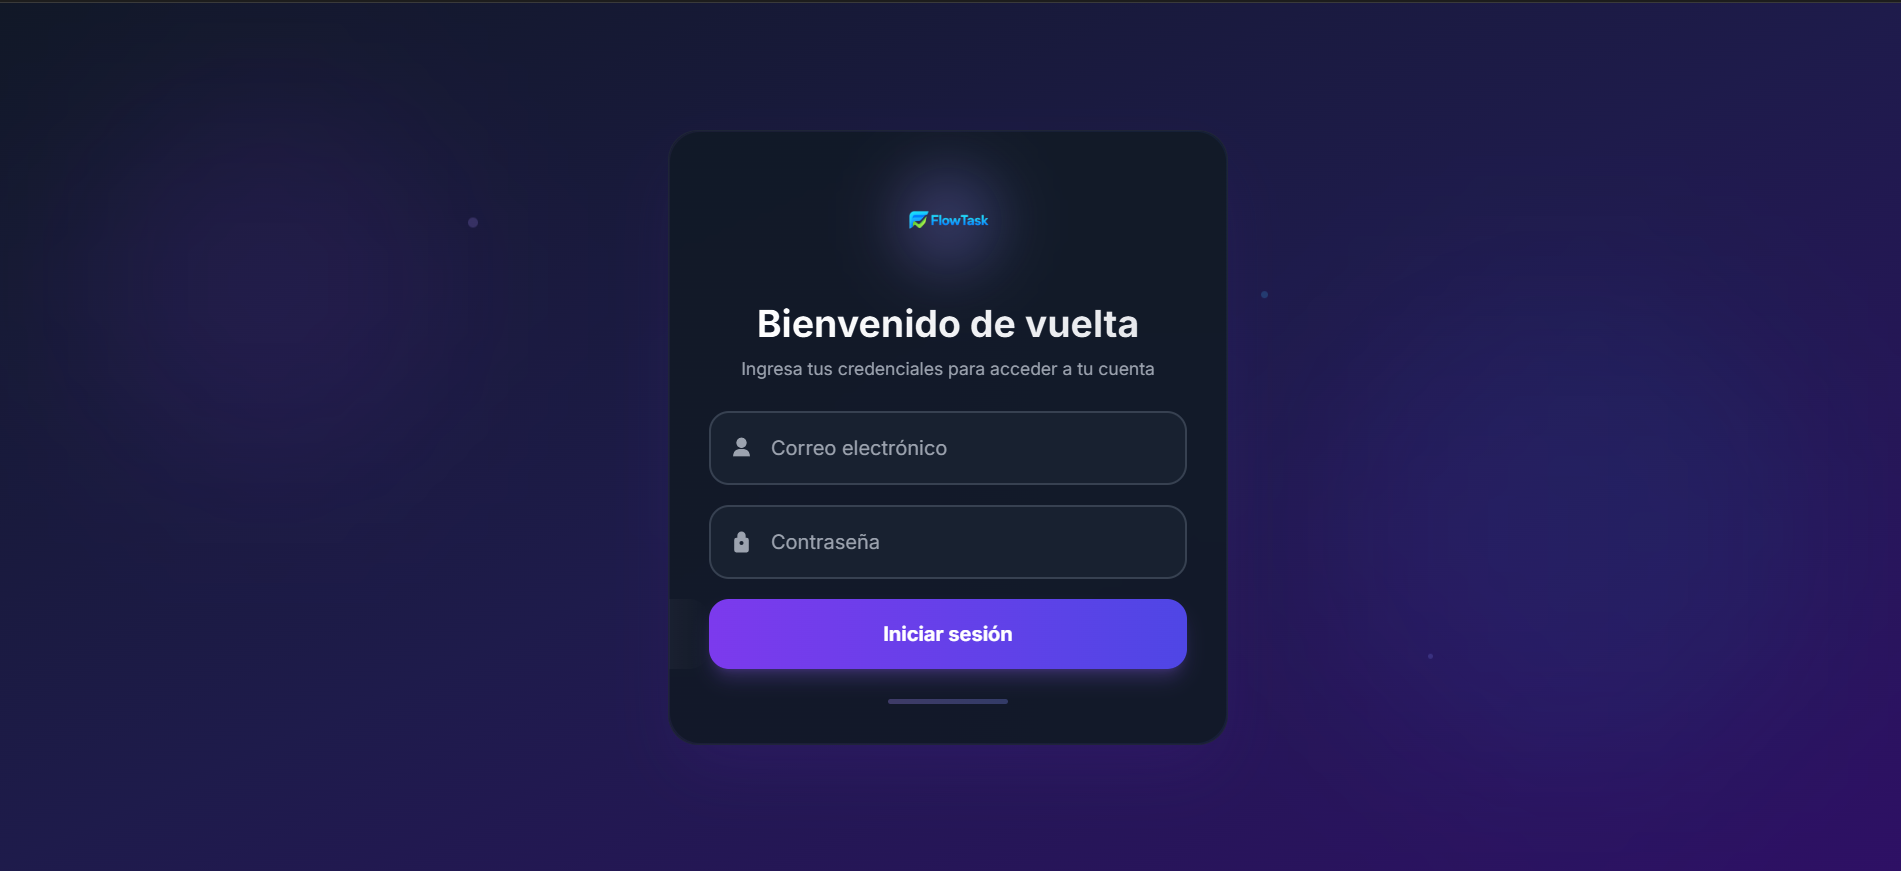 FlowTask
Bienvenido de vuelta
Ingresa tus credenciales para acceder a tu cuenta
Correo electrónico
Contraseña
Iniciar sesión